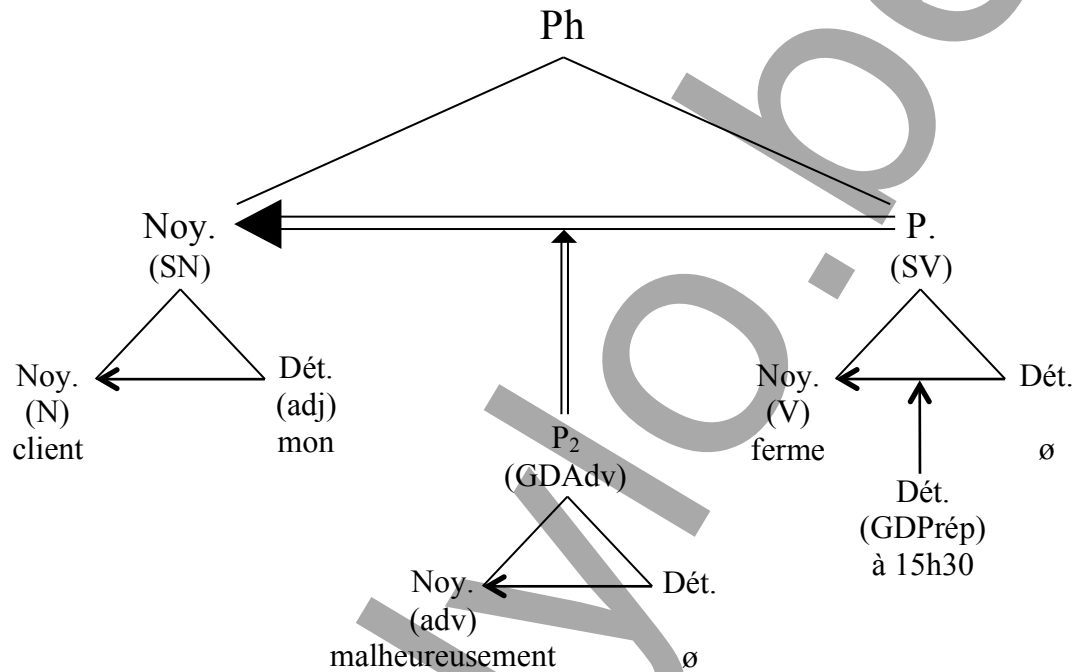 Ph
Noy.
(SN)
P.
(SV)
Noy.
(N)
client
Dét.
(adj)
mon
P2
(GDAdv)
Noy.
(adv)
malheureusement
Dét.
ø
Noy.
(V)
ferme
Dét.
ø
Dét.
(GDPrép)
à 15h30